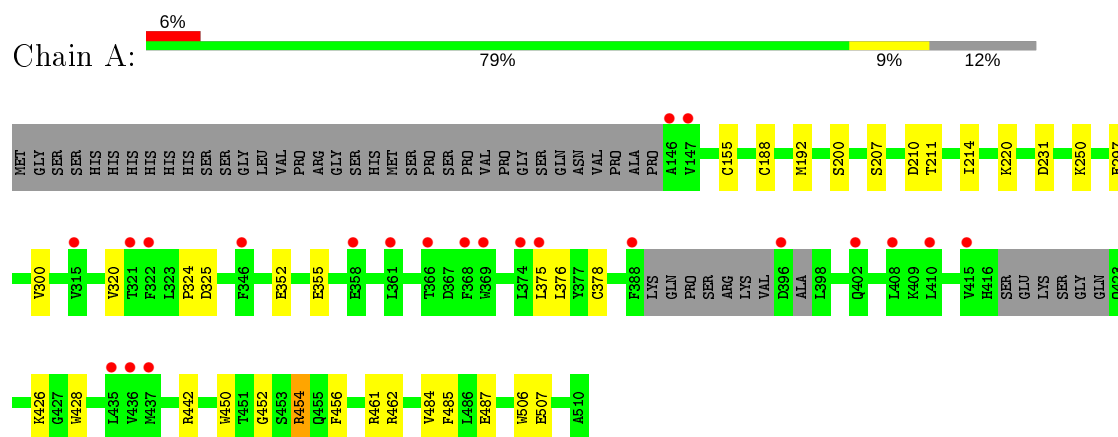 6%
Chain A:
79% 9% 12%
MET GLY SER SER HIS HIS HIS HIS HIS HIS SER SER GLY LEU VAL PRO ARG GLY SER HIS MET SER PRO SER PRO VAL PRO GLY SER GLN ASN VAL PRO ALA PRO A146 V147 C155 C188 M192 S200 S207 D210 T211 I214 K220 D231 K250
V300 V315 V320 T321 F322 L323 P324 D325 F346 E352 E355 E358 L361 T366 D367 F368 W369 L374 L375 L376 Y377 C378 F388 LYS GLN PRO SER ARG LYS VAL D396 ALA L398 Q402 L408 K409 L410 V415 H416 SER GLU LYS SER GLY GLN
K426 G427 W428 L435 V436 M437 R442 W450 T451 G452 S453 R454 Q455 F456 R461 R462 V484 F485 L486 E487 W506 E507 A510